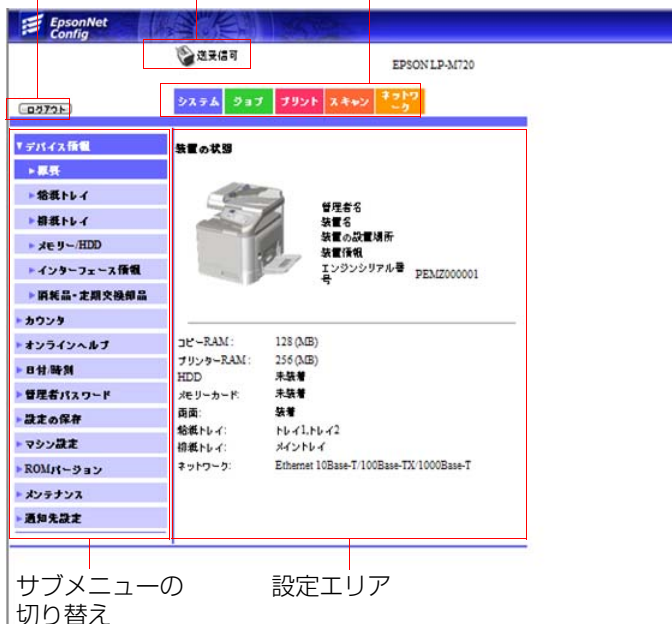 EpsonNet
Config
送受信可
EPSON LP-M720
ログアウト
システム ジョブ プリント スキャン ネットワ
ーク
▼デバイス情報
概要
給紙トレイ
排紙トレイ
メモリー/HDD
インターフェース情報
消耗品・定期交換部品
カウンタ
オンラインヘルプ
日付/時刻
管理者パスワード
設定の保存
マシン設定
ROMバージョン
メンテナンス
通知先設定
装置の状態
管理者名
装置名
装置の設置場所
装置情報
エンジンシリアル番
号 PEMZ000001
コピーRAM: 128 (MB)
プリンターRAM: 256 (MB)
HDD 未装着
メモリーカード: 未装着
両面: 装着
給紙トレイ: トレイ1,トレイ2
排紙トレイ: メイントレイ
ネットワーク: Ethernet 10Base-T/100Base-TX/1000Base-T
サブメニューの
切り替え
設定エリア